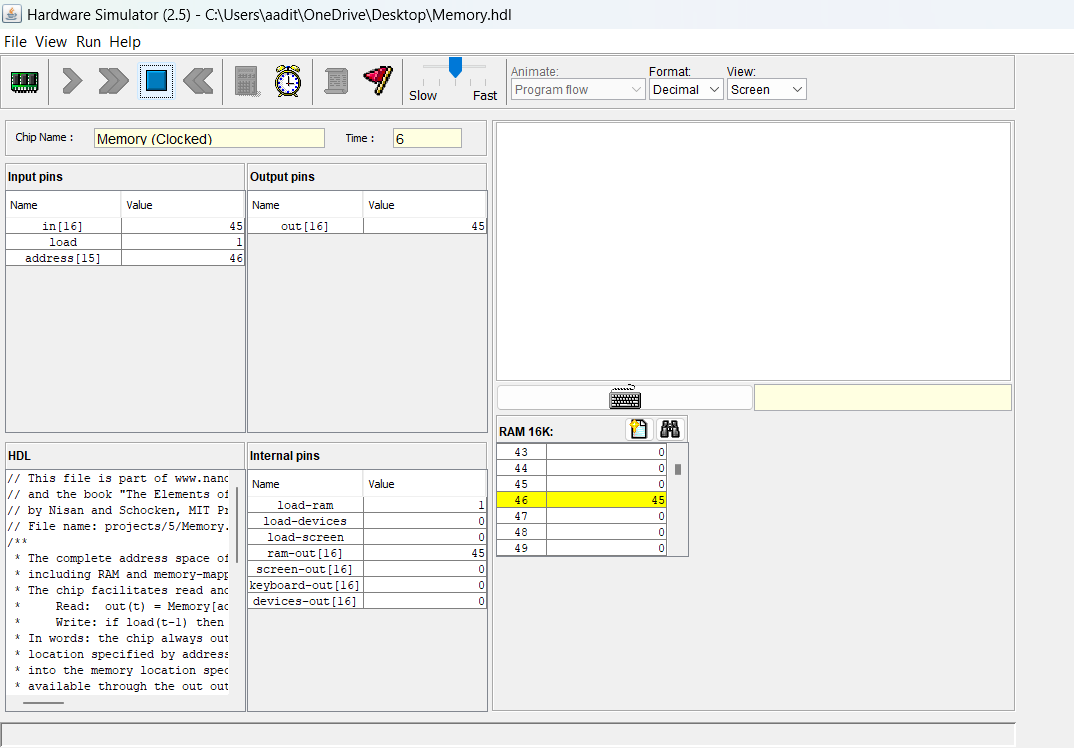 Hardware Simulator (2.5) - C:\Users\aadit\OneDrive\Desktop\Memory.hdl
File View Run Help
Slow Fast
Animate: Format: View:
Program flow Decimal Screen
Chip Name : Memory (Clocked) Time : 6
Input pins
Name Value
in[16] 45
load 1
address[15] 46
Output pins
Name Value
out[16] 45
HDL
// This file is part of www.nand
// and the book "The Elements of
// by Nisan and Schocken, MIT Pr
// File name: projects/5/Memory.
/**
* The complete address space of
* including RAM and memory-mapp
* The chip facilitates read and
* Read: out(t) = Memory[ad
* Write: if load(t-1) then
* In words: the chip always out
* location specified by address
* into the memory location spec
* available through the out out
Internal pins
Name Value
load-ram 1
load-devices 0
load-screen 0
ram-out[16] 45
screen-out[16] 0
keyboard-out[16] 0
devices-out[16] 0
RAM 16K:
43 0
44 0
45 0
46 45
47 0
48 0
49 0